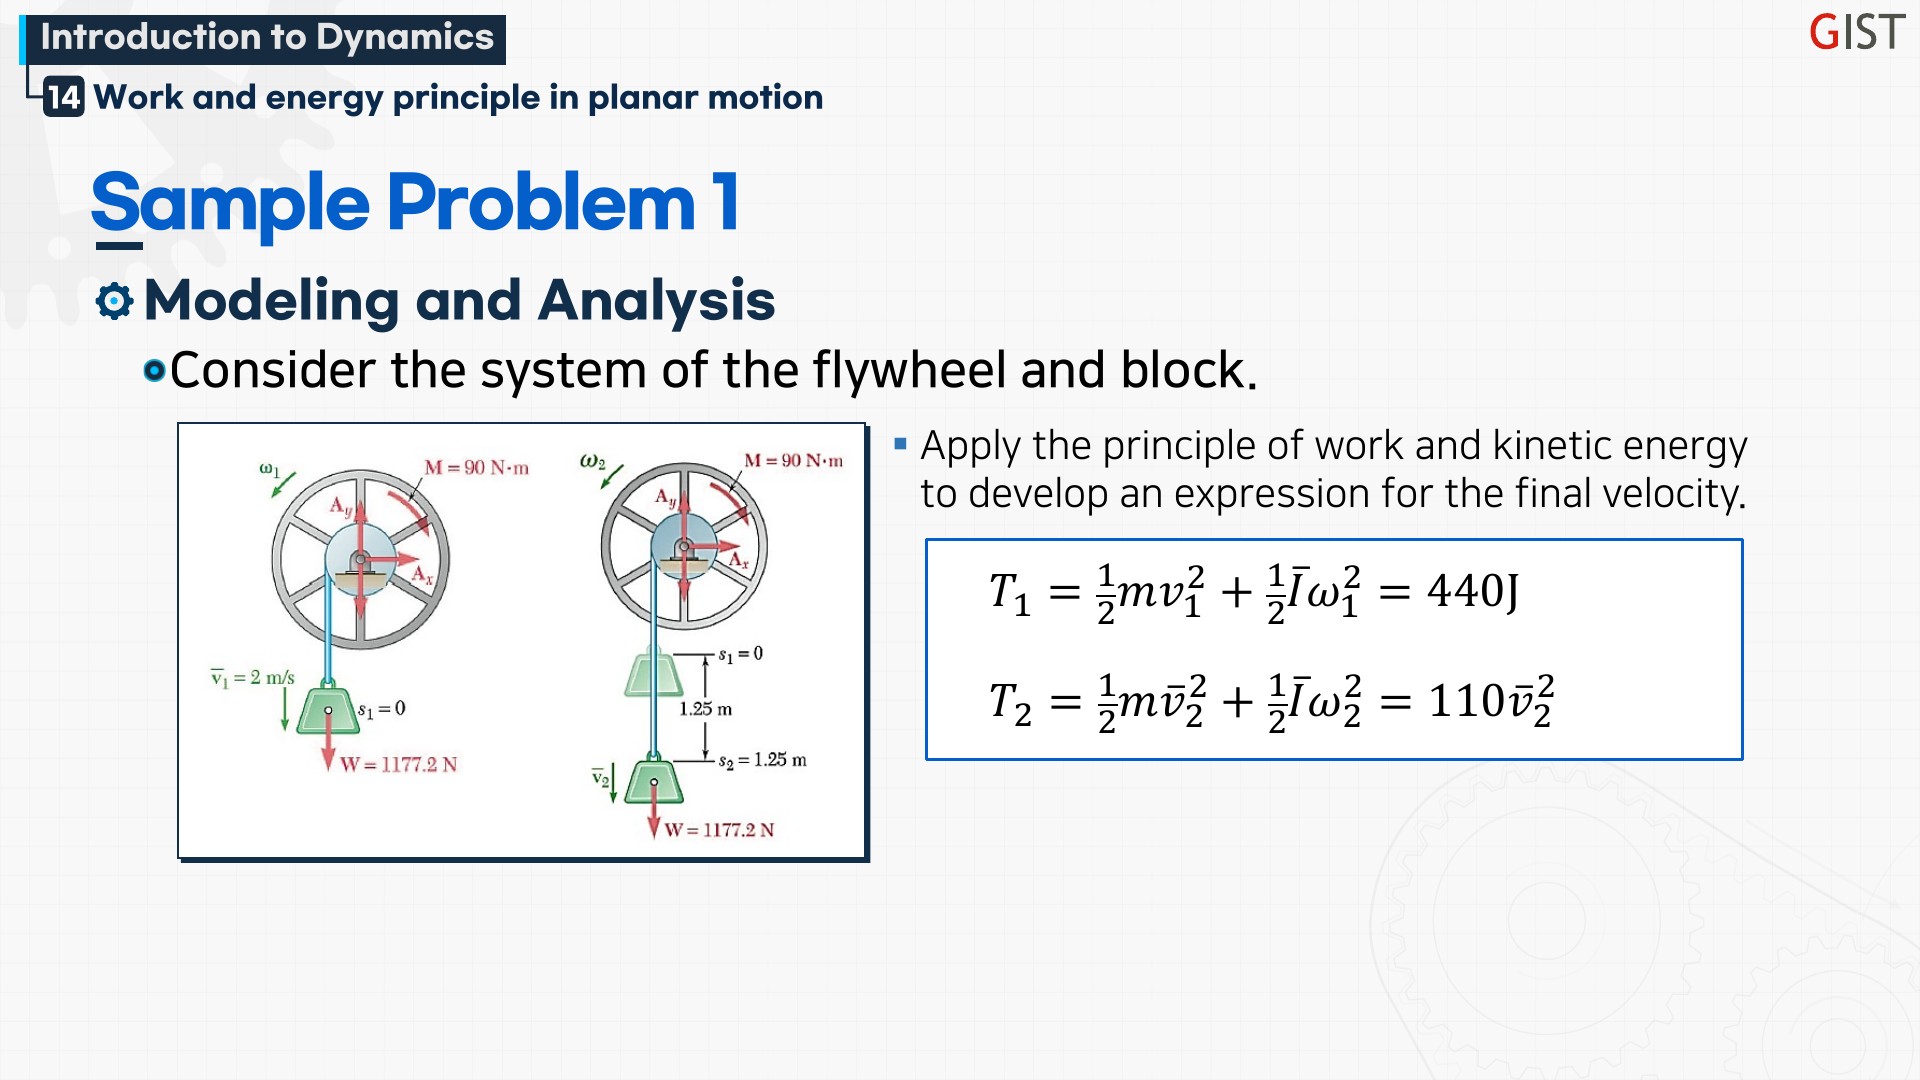 Introduction to Dynamics
GIST
14 Work and energy principle in planar motion
Sample Problem 1
Modeling and Analysis
Consider the system of the flywheel and block.
ω₁
M = 90 N·m
A_y
A_x
v̄₁ = 2 m/s
s₁ = 0
W = 1177.2 N
ω₂
M = 90 N·m
A_y
A_x
s₁ = 0
1.25 m
s₂ = 1.25 m
v̄₂
W = 1177.2 N
▪ Apply the principle of work and kinetic energy
to develop an expression for the final velocity.
T₁ = ½mv₁² + ½Īω₁² = 440J
T₂ = ½mv̄₂² + ½Īω₂² = 110v̄₂²